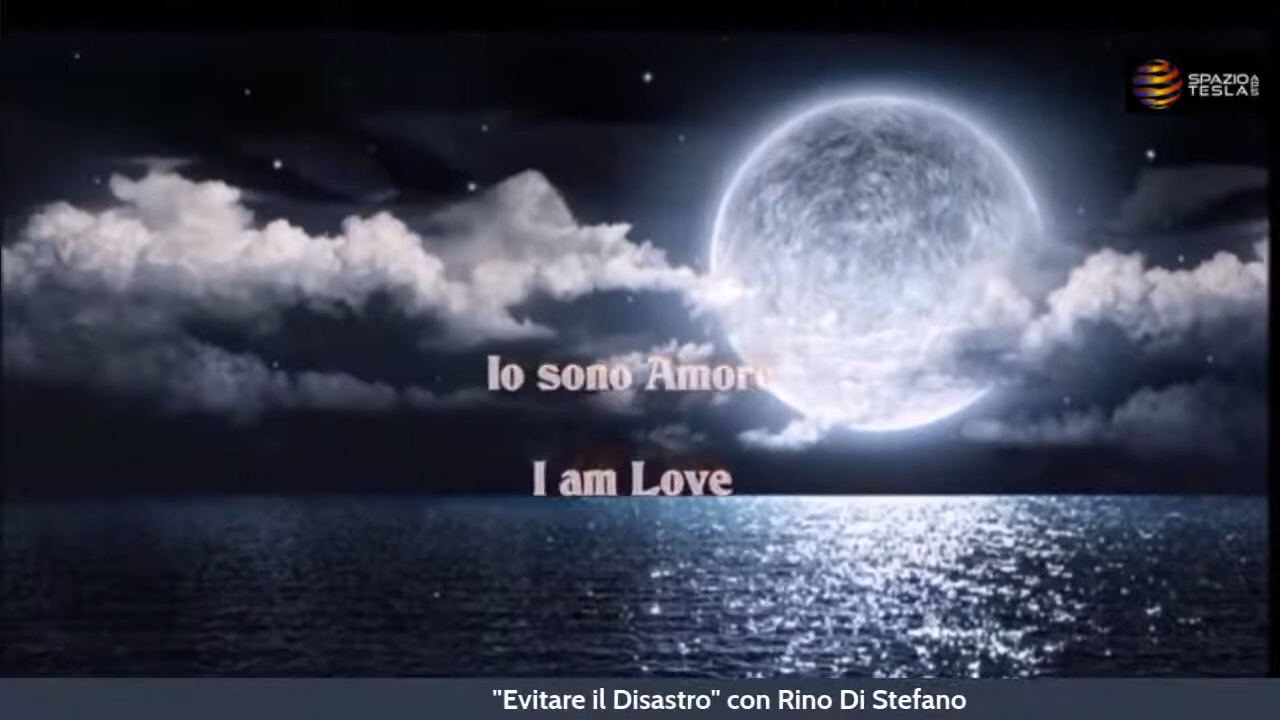 SPAZIO
TESLA
Io sono Amore
I am Love
"Evitare il Disastro" con Rino Di Stefano